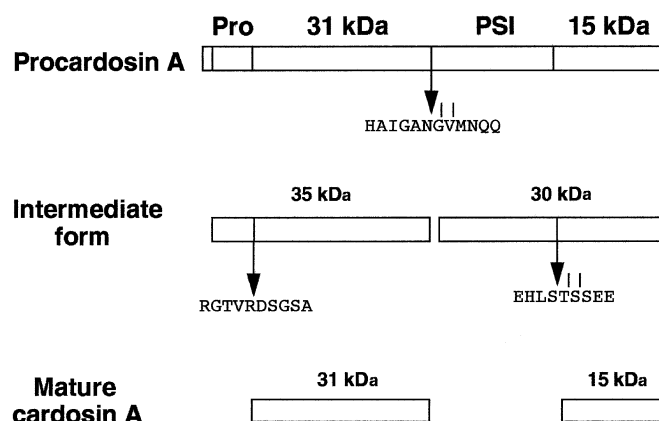 Pro 31 kDa PSI 15 kDa
Procardosin A
HAIGANGVMNQQ
35 kDa 30 kDa
Intermediate
form
RGTVRDSGSA EHLSTSSEE
31 kDa 15 kDa
Mature
cardosin A